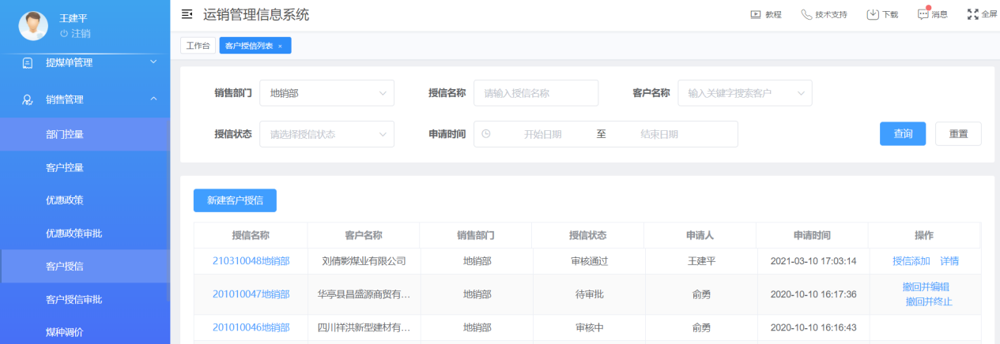 王建平
注销
提煤单管理
销售管理
部门控量
客户控量
优惠政策
优惠政策审批
客户授信
客户授信审批
煤种调价
运销管理信息系统
教程 技术支持 下载 消息 全屏
工作台 客户授信列表 ×
销售部门 地销部 授信名称 请输入授信名称 客户名称 输入关键字搜索客户
授信状态 请选择授信状态 申请时间 开始日期 至 结束日期 查询 重置
新建客户授信
授信名称 客户名称 销售部门 授信状态 申请人 申请时间 操作
210310048地销部 刘倩影煤业有限公司 地销部 审核通过 王建平 2021-03-10 17:03:14 授信添加 详情
201010047地销部 华亭县昌盛源商贸有... 地销部 待审批 俞勇 2020-10-10 16:17:36 撤回并编辑
撤回并终止
201010046地销部 四川祥洪新型建材有... 地销部 审核中 俞勇 2020-10-10 16:16:43